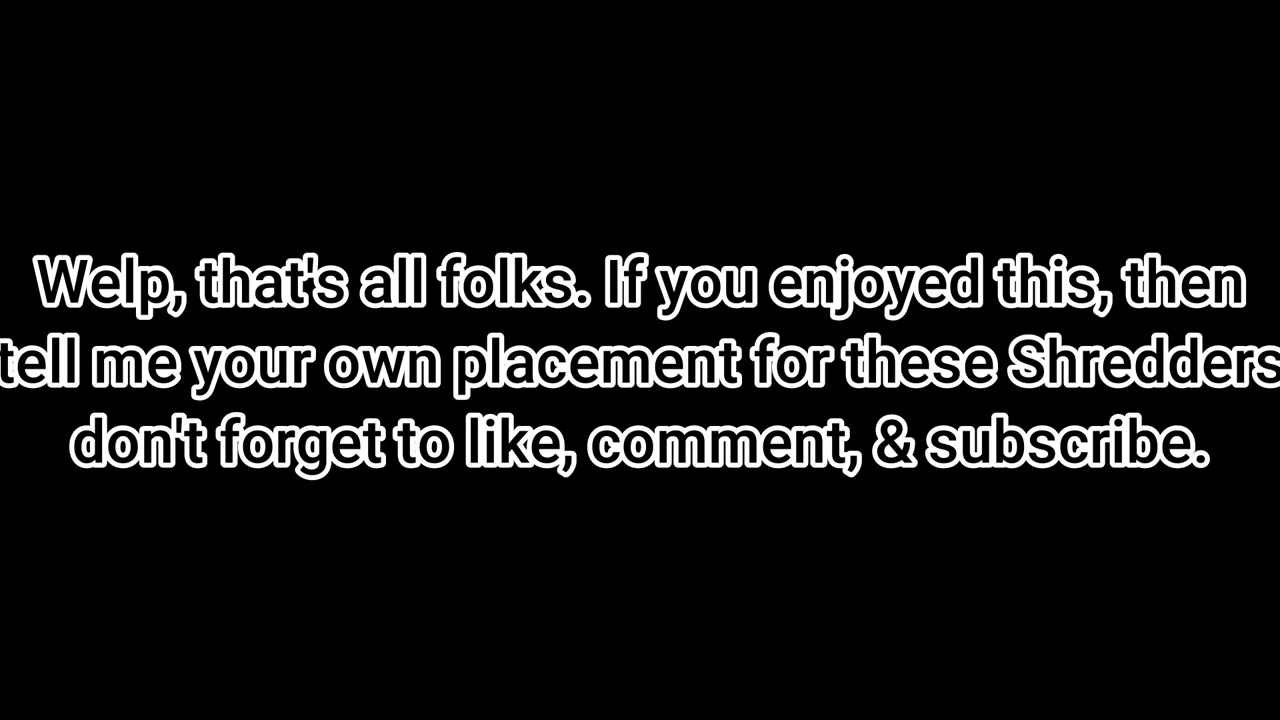 Welp, that's all folks. If you enjoyed this, then
tell me your own placement for these Shredders
don't forget to like, comment, & subscribe.